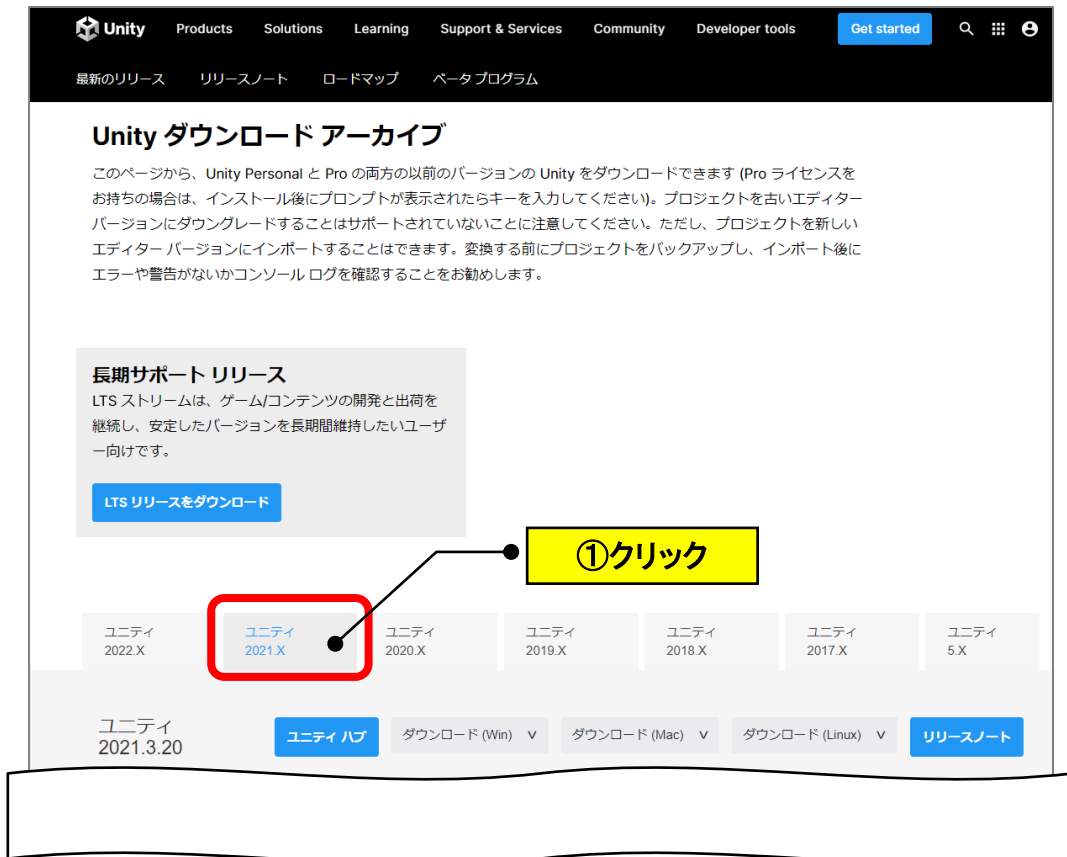 Unity Products Solutions Learning Support & Services Community Developer tools Get started
最新のリリース リリースノート ロードマップ ベータ プログラム
Unity ダウンロード アーカイブ
このページから、Unity Personal と Pro の両方の以前のバージョンの Unity をダウンロードできます (Pro ライセンスを
お持ちの場合は、インストール後にプロンプトが表示されたらキーを入力してください)。プロジェクトを古いエディター
バージョンにダウングレードすることはサポートされていないことに注意してください。ただし、プロジェクトを新しい
エディター バージョンにインポートすることはできます。変換する前にプロジェクトをバックアップし、インポート後に
エラーや警告がないかコンソール ログを確認することをお勧めします。
長期サポート リリース
LTS ストリームは、ゲーム/コンテンツの開発と出荷を
継続し、安定したバージョンを長期間維持したいユーザ
ー向けです。
LTS リリースをダウンロード
①クリック
ユニティ 2022.X
ユニティ 2021.X
ユニティ 2020.X
ユニティ 2019.X
ユニティ 2018.X
ユニティ 2017.X
ユニティ 5.X
ユニティ
2021.3.20
ユニティ ハブ ダウンロード (Win) ∨ ダウンロード (Mac) ∨ ダウンロード (Linux) ∨ リリースノート